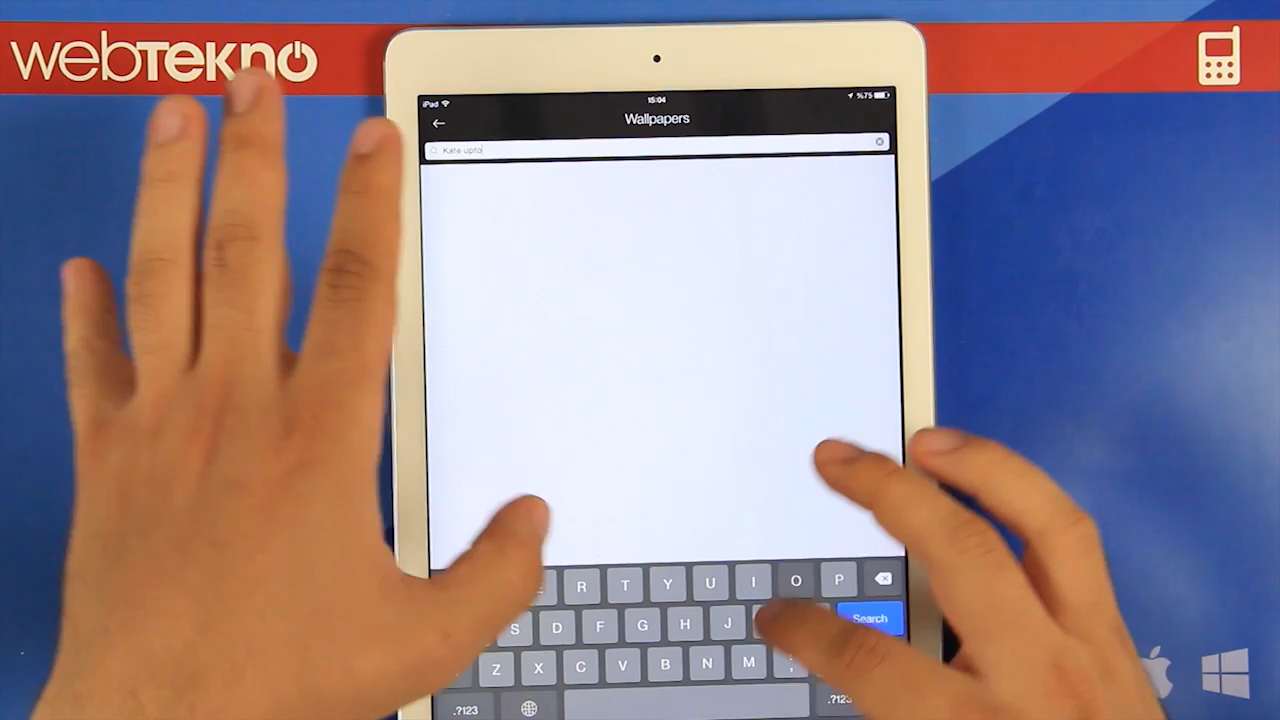 webTEKNO
iPad 15:04 %75
Wallpapers
Kate upto
E R T Y U I O P
S D F G H J Search
Z X C V B N M ;
.?123 .?123